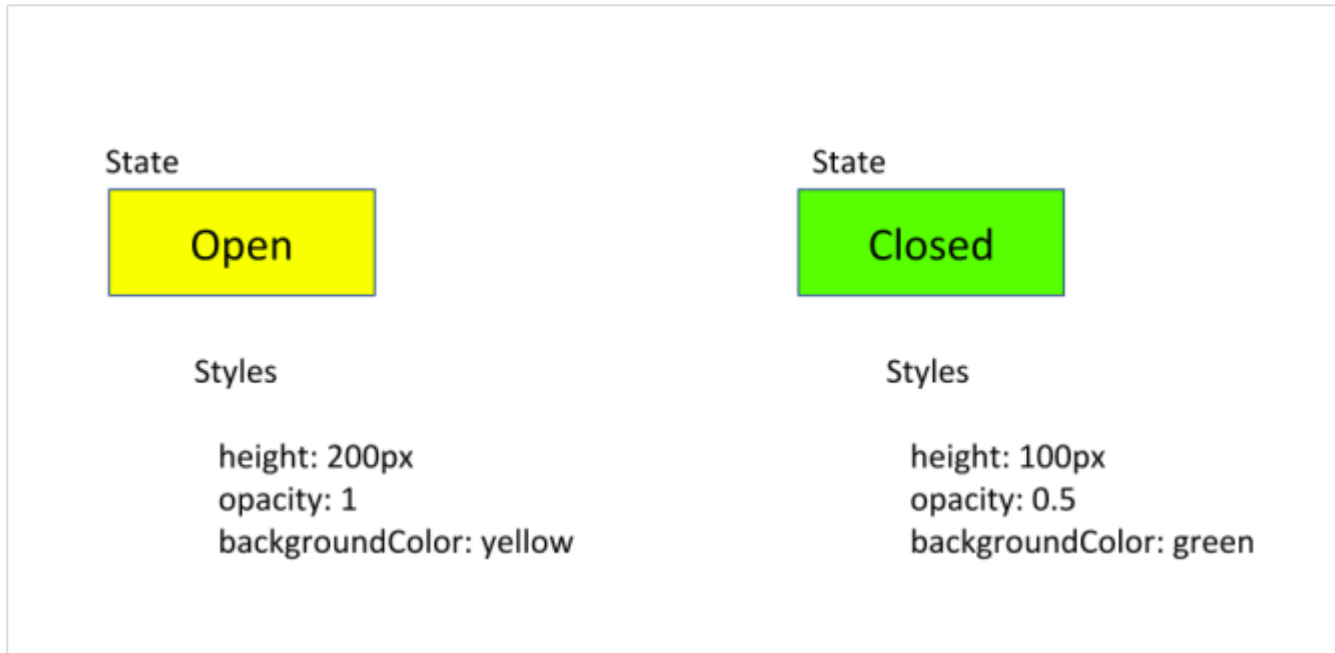 State
Open
Styles
height: 200px
opacity: 1
backgroundColor: yellow
State
Closed
Styles
height: 100px
opacity: 0.5
backgroundColor: green